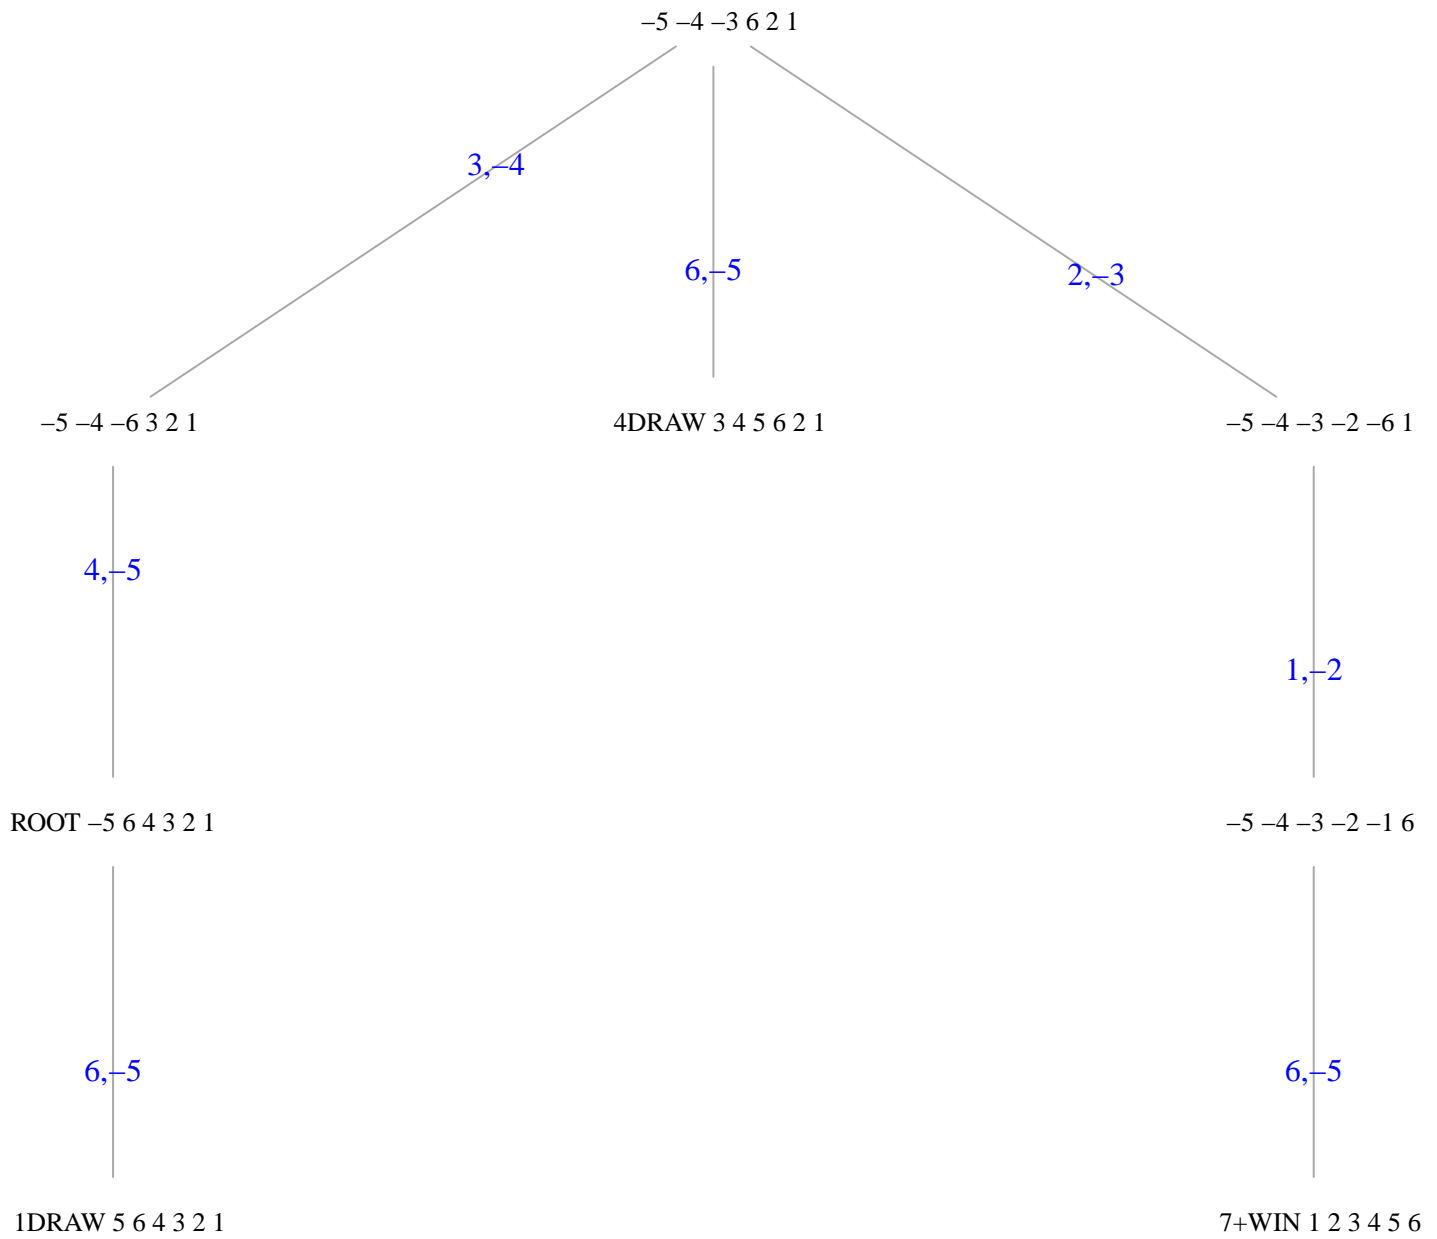 –5 –4 –3 6 2 1
3,–4
6,–5
2,–3
–5 –4 –6 3 2 1
4DRAW 3 4 5 6 2 1
–5 –4 –3 –2 –6 1
4,–5
1,–2
ROOT –5 6 4 3 2 1
–5 –4 –3 –2 –1 6
6,–5
6,–5
1DRAW 5 6 4 3 2 1
7+WIN 1 2 3 4 5 6